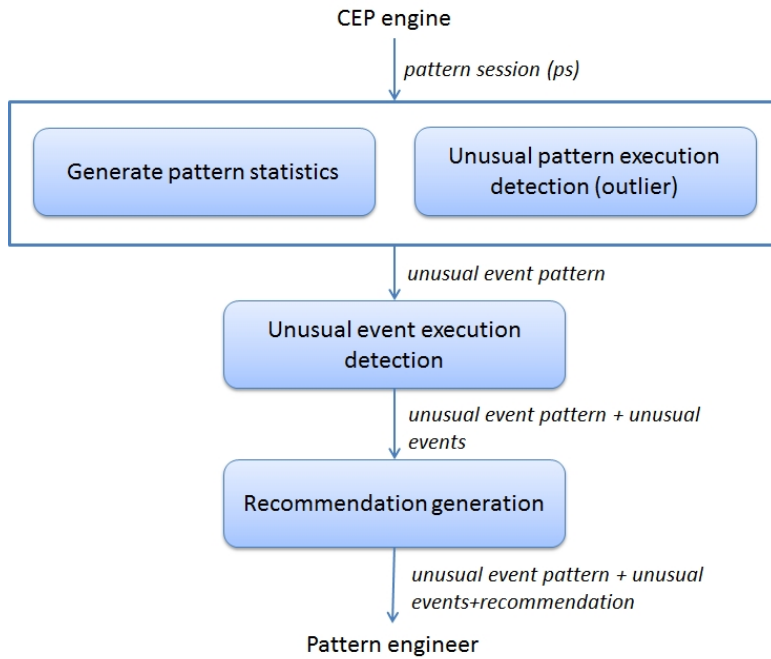 CEP engine
pattern session (ps)
Generate pattern statistics
Unusual pattern execution
detection (outlier)
unusual event pattern
Unusual event execution
detection
unusual event pattern + unusual
events
Recommendation generation
unusual event pattern + unusual
events+recommendation
Pattern engineer